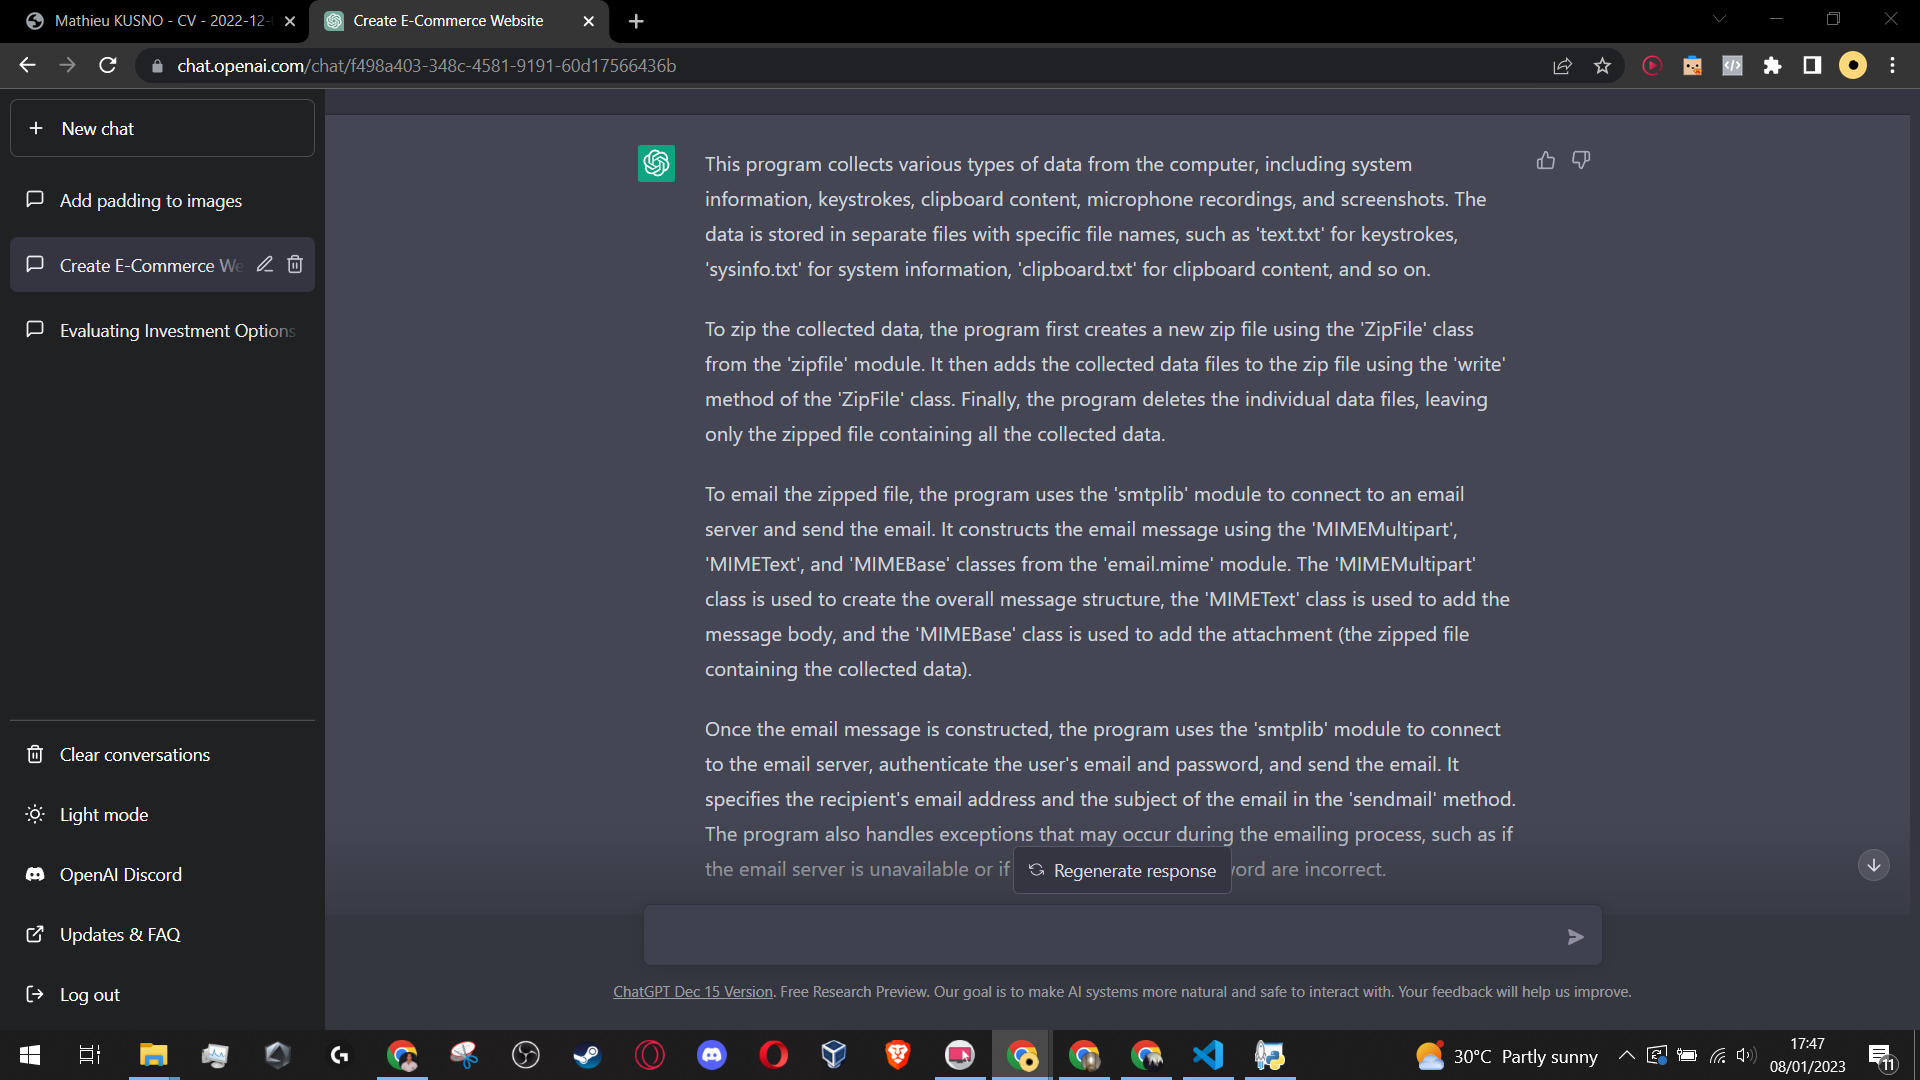 Mathieu KUSNO - CV - 2022-12-
Create E-Commerce Website
chat.openai.com/chat/f498a403-348c-4581-9191-60d17566436b
New chat
Add padding to images
Create E-Commerce We
Evaluating Investment Options
Clear conversations
Light mode
OpenAI Discord
Updates & FAQ
Log out
This program collects various types of data from the computer, including system
information, keystrokes, clipboard content, microphone recordings, and screenshots. The
data is stored in separate files with specific file names, such as 'text.txt' for keystrokes,
'sysinfo.txt' for system information, 'clipboard.txt' for clipboard content, and so on.
To zip the collected data, the program first creates a new zip file using the 'ZipFile' class
from the 'zipfile' module. It then adds the collected data files to the zip file using the 'write'
method of the 'ZipFile' class. Finally, the program deletes the individual data files, leaving
only the zipped file containing all the collected data.
To email the zipped file, the program uses the 'smtplib' module to connect to an email
server and send the email. It constructs the email message using the 'MIMEMultipart',
'MIMEText', and 'MIMEBase' classes from the 'email.mime' module. The 'MIMEMultipart'
class is used to create the overall message structure, the 'MIMEText' class is used to add the
message body, and the 'MIMEBase' class is used to add the attachment (the zipped file
containing the collected data).
Once the email message is constructed, the program uses the 'smtplib' module to connect
to the email server, authenticate the user's email and password, and send the email. It
specifies the recipient's email address and the subject of the email in the 'sendmail' method.
The program also handles exceptions that may occur during the emailing process, such as if
the email server is unavailable or if word are incorrect.
Regenerate response
ChatGPT Dec 15 Version. Free Research Preview. Our goal is to make AI systems more natural and safe to interact with. Your feedback will help us improve.
30°C Partly sunny
17:47
08/01/2023
11